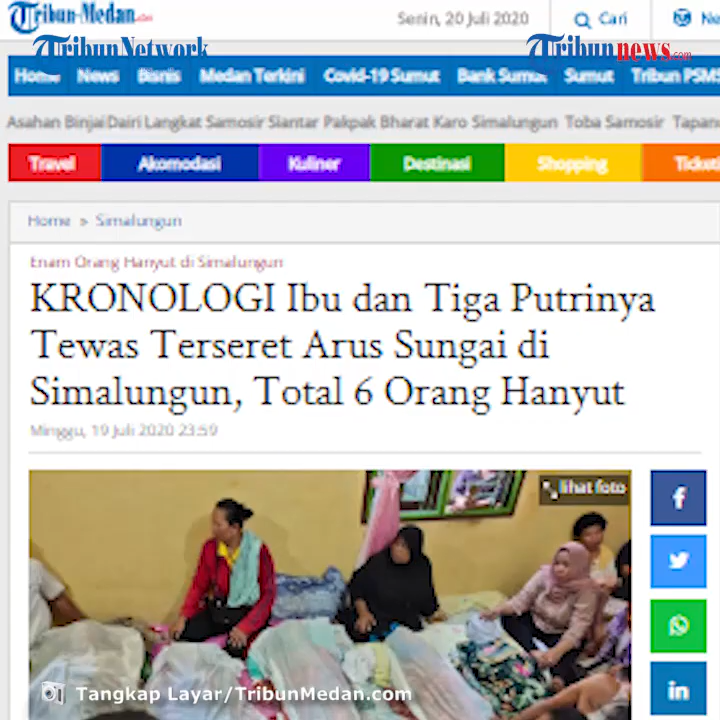 Tribun-Medan.com
Senin, 20 Juli 2020
Cari
TribunNetwork
Tribunnews.com
Home News Bisnis Medan Terkini Covid-19 Sumut Bank Sumut Sumut Tribun PSMS
Asahan Binjai Dairi Langkat Samosir Siantar Pakpak Bharat Karo Simalungun Toba Samosir
Travel Akomodasi Kuliner Destinasi Shopping
Home » Simalungun
Enam Orang Hanyut di Simalungun
KRONOLOGI Ibu dan Tiga Putrinya
Tewas Terseret Arus Sungai di
Simalungun, Total 6 Orang Hanyut
Minggu, 19 Juli 2020 23:59
lihat foto
f
in
Tangkap Layar/TribunMedan.com